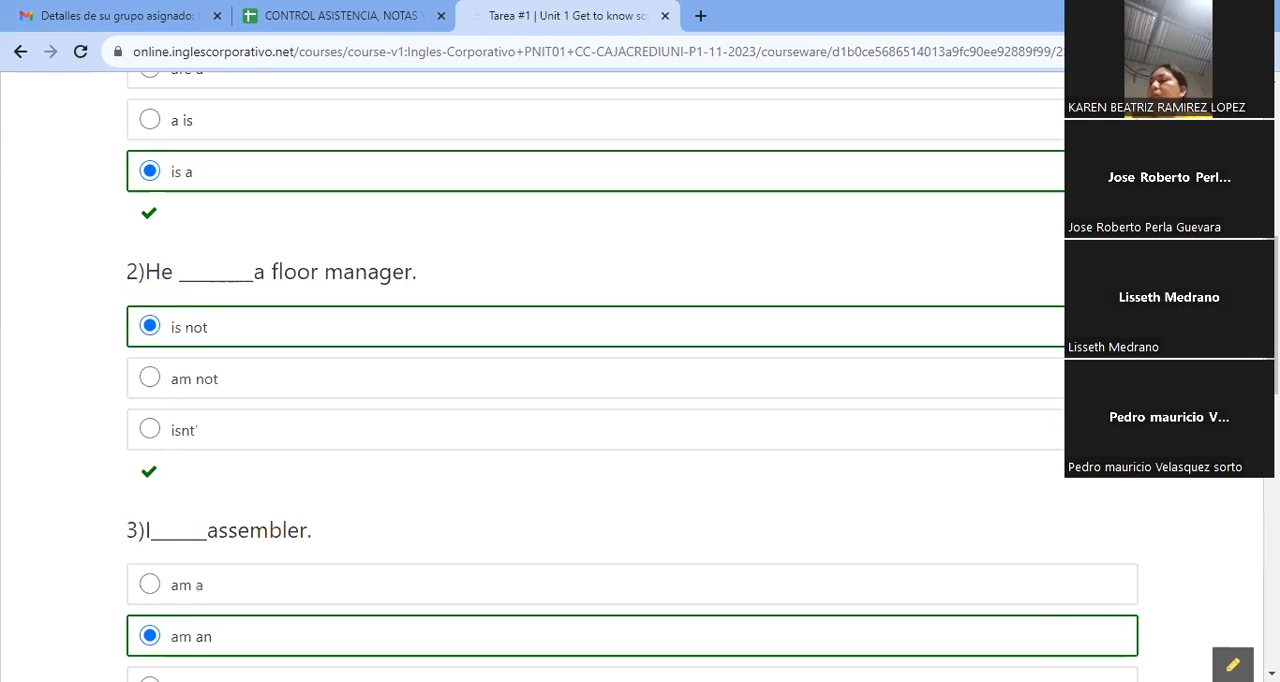 Detalles de su grupo asignado:
CONTROL ASISTENCIA, NOTAS Y
Tarea #1 | Unit 1 Get to know so
online.inglescorporativo.net/courses/course-v1:Ingles-Corporativo+PNIT01+CC-CAJACREDIUNI-P1-11-2023/courseware/d1b0ce5686514013a9fc90ee92889f99/2
are a
a is
is a
2)He ________a floor manager.
is not
am not
isnt'
3)I______assembler.
am a
am an
KAREN BEATRIZ RAMIREZ LOPEZ
Jose Roberto Perl...
Jose Roberto Perla Guevara
Lisseth Medrano
Lisseth Medrano
Pedro mauricio V...
Pedro mauricio Velasquez sorto